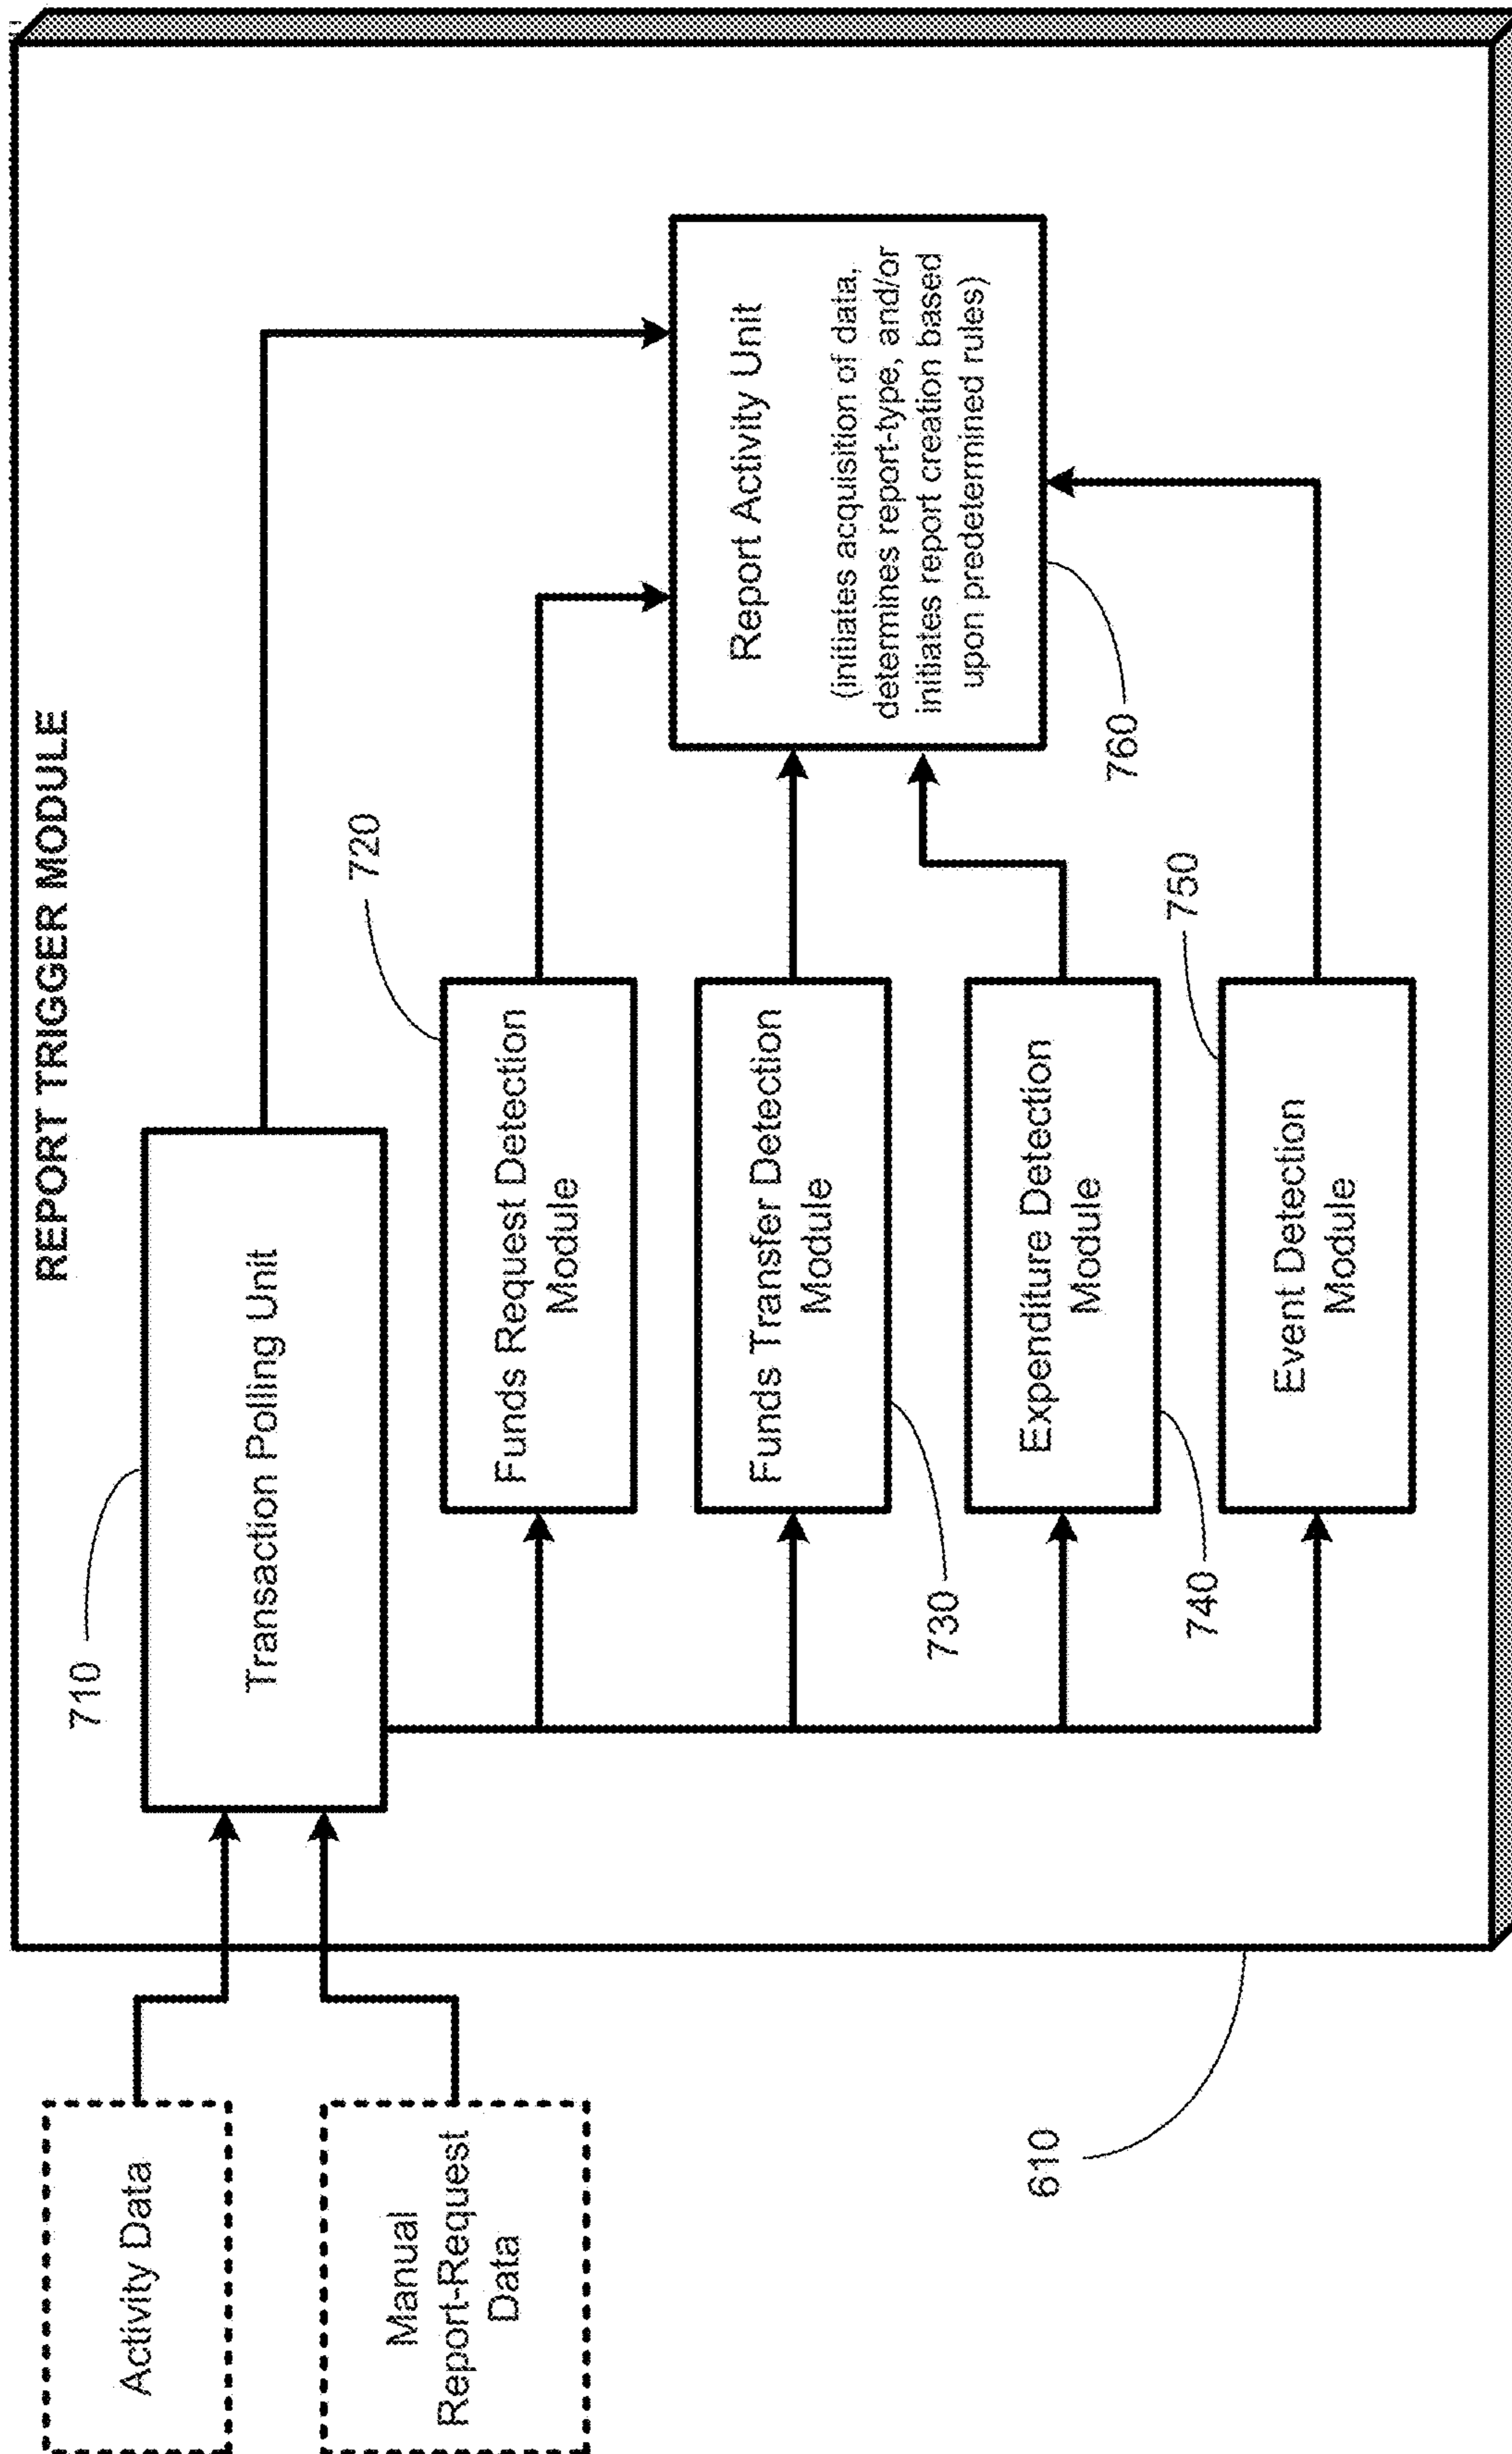 REPORT TRIGGER MODULE
Activity Data
Manual
Report-Request
Data
710
Transaction Polling Unit
720
Funds Request Detection
Module
Funds Transfer Detection
Module
730
Expenditure Detection
Module
740
750
Event Detection
Module
Report Activity Unit
(initiates acquisition of data,
determines report-type, and/or
initiates report creation based
upon predetermined rules)
760
610